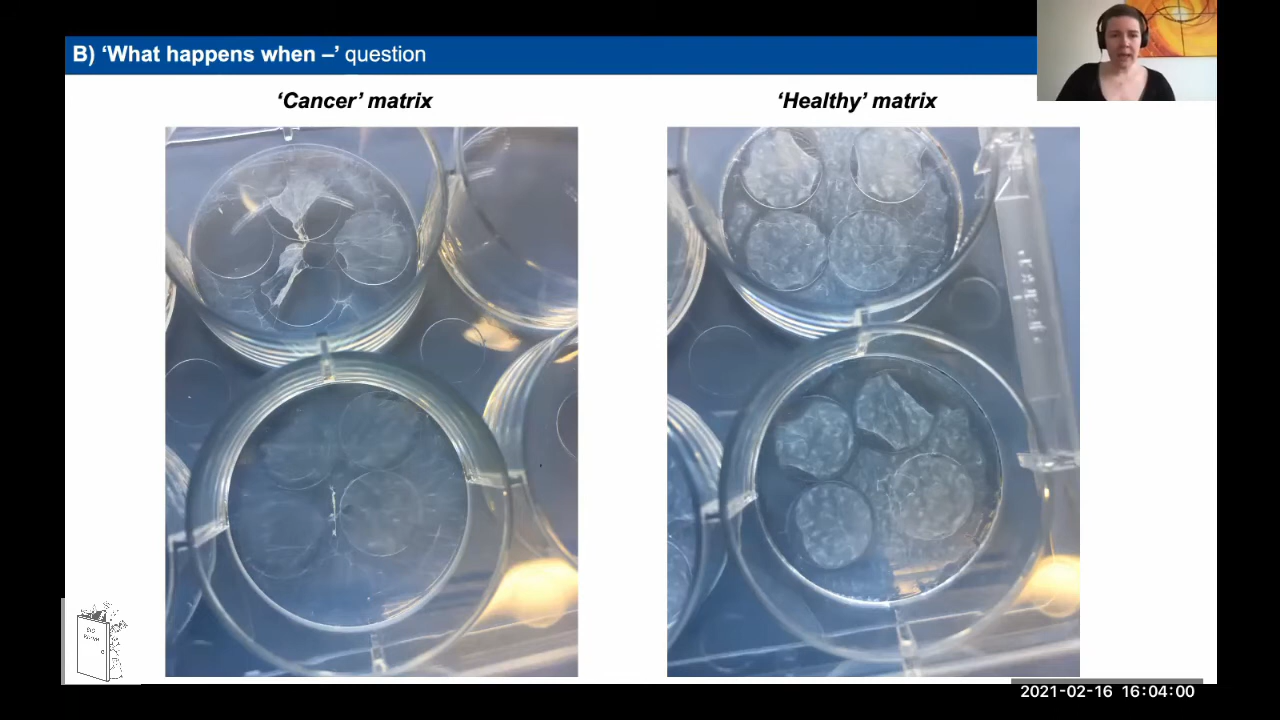 B) ‘What happens when –’ question
‘Cancer’ matrix
‘Healthy’ matrix
2021-02-16 16:04:00